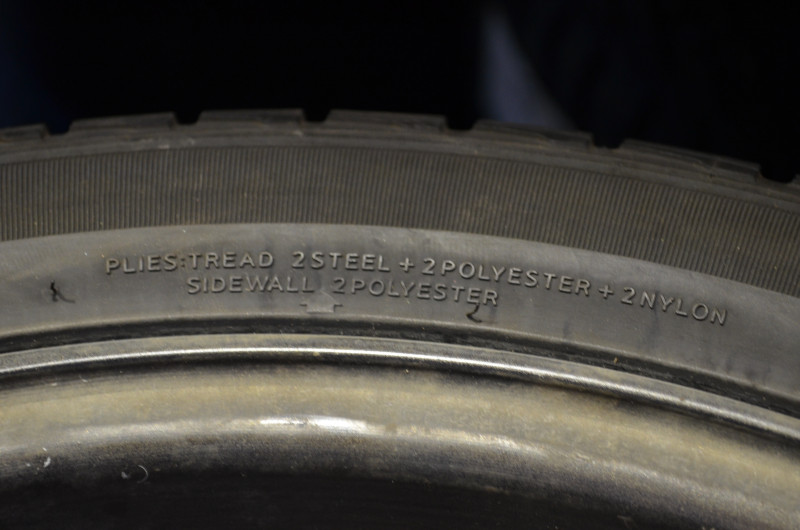 PLIES:TREAD 2STEEL + 2POLYESTER + 2NYLON
SIDEWALL 2POLYESTER